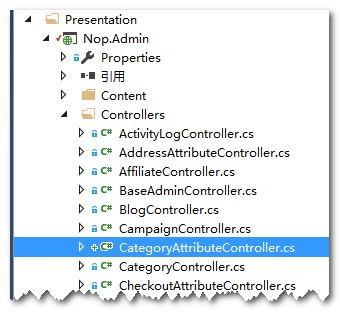 Presentation
Nop.Admin
Properties
引用
Content
Controllers
ActivityLogController.cs
AddressAttributeController.cs
AffiliateController.cs
BaseAdminController.cs
BlogController.cs
CampaignController.cs
CategoryAttributeController.cs
CategoryController.cs
CheckoutAttributeController.cs